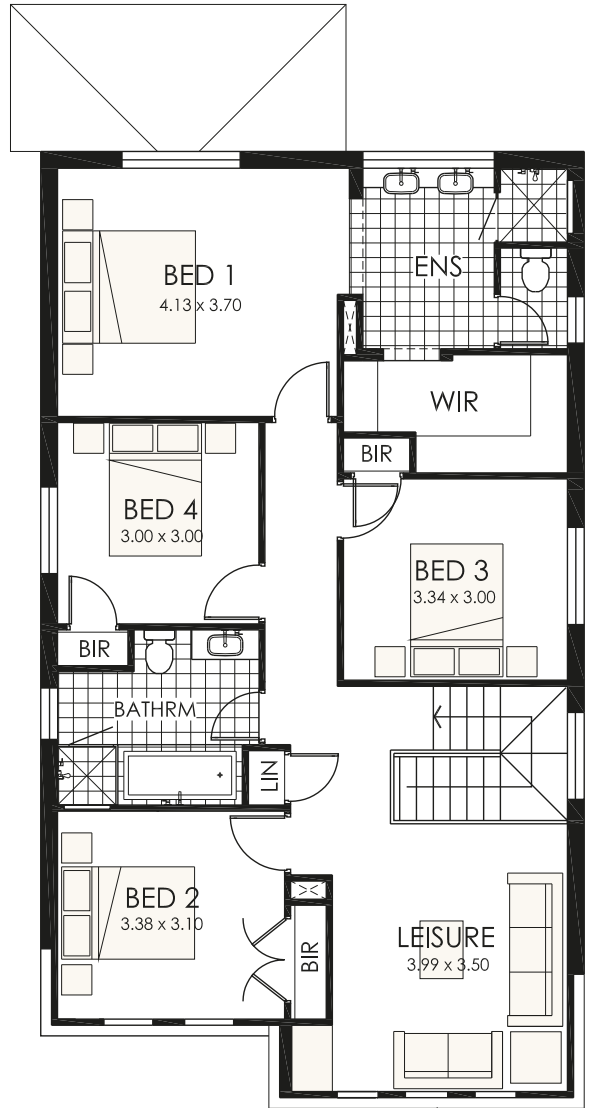 BED 1
4.13 x 3.70
ENS
WIR
BIR
BED 4
3.00 x 3.00
BED 3
3.34 x 3.00
BIR
BATHRM
LIN
BED 2
3.38 x 3.10
BIR
LEISURE
3.99 x 3.50